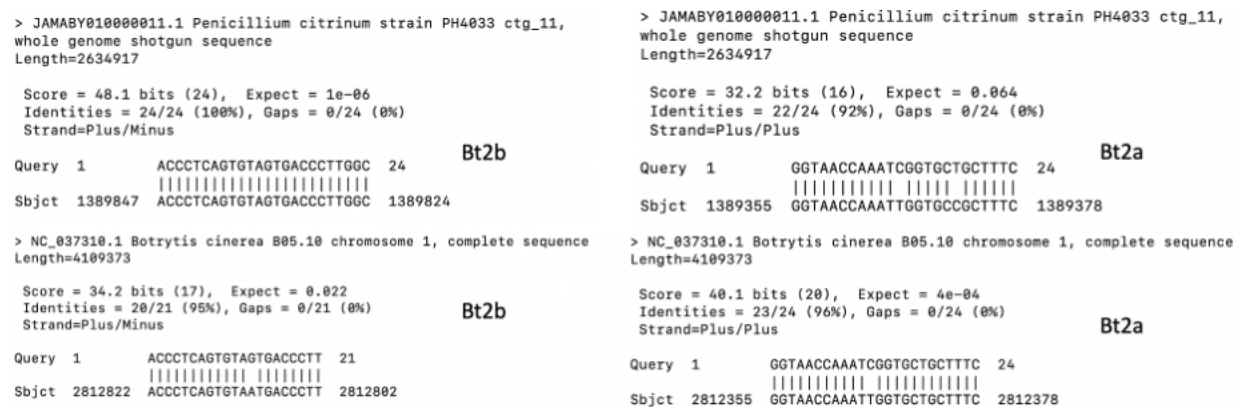 > JAMABY010000011.1 Penicillium citrinum strain PH4033 ctg_11,
whole genome shotgun sequence
Length=2634917
Score = 48.1 bits (24), Expect = 1e-06
Identities = 24/24 (100%), Gaps = 0/24 (0%)
Strand=Plus/Minus
Bt2b
Query 1 ACCCTCAGTGTAGTGACCCTTGGC 24
||||||||||||||||||||||||
Sbjct 1389847 ACCCTCAGTGTAGTGACCCTTGGC 1389824
> NC_037310.1 Botrytis cinerea B05.10 chromosome 1, complete sequence
Length=4109373
Score = 34.2 bits (17), Expect = 0.022
Identities = 20/21 (95%), Gaps = 0/21 (0%)
Strand=Plus/Minus
Bt2b
Query 1 ACCCTCAGTGTAGTGACCCTT 21
|||||||||||| ||||||||
Sbjct 2812822 ACCCTCAGTGTAATGACCCTT 2812802
> JAMABY010000011.1 Penicillium citrinum strain PH4033 ctg_11,
whole genome shotgun sequence
Length=2634917
Score = 32.2 bits (16), Expect = 0.064
Identities = 22/24 (92%), Gaps = 0/24 (0%)
Strand=Plus/Plus
Bt2a
Query 1 GGTAACCAAATCGGTGCTGCTTTC 24
||||||||||| ||||| ||||||
Sbjct 1389355 GGTAACCAAATTGGTGCCGCTTTC 1389378
> NC_037310.1 Botrytis cinerea B05.10 chromosome 1, complete sequence
Length=4109373
Score = 40.1 bits (20), Expect = 4e-04
Identities = 23/24 (96%), Gaps = 0/24 (0%)
Strand=Plus/Plus
Bt2a
Query 1 GGTAACCAAATCGGTGCTGCTTTC 24
||||||||||| ||||||||||||
Sbjct 2812355 GGTAACCAAATTGGTGCTGCTTTC 2812378